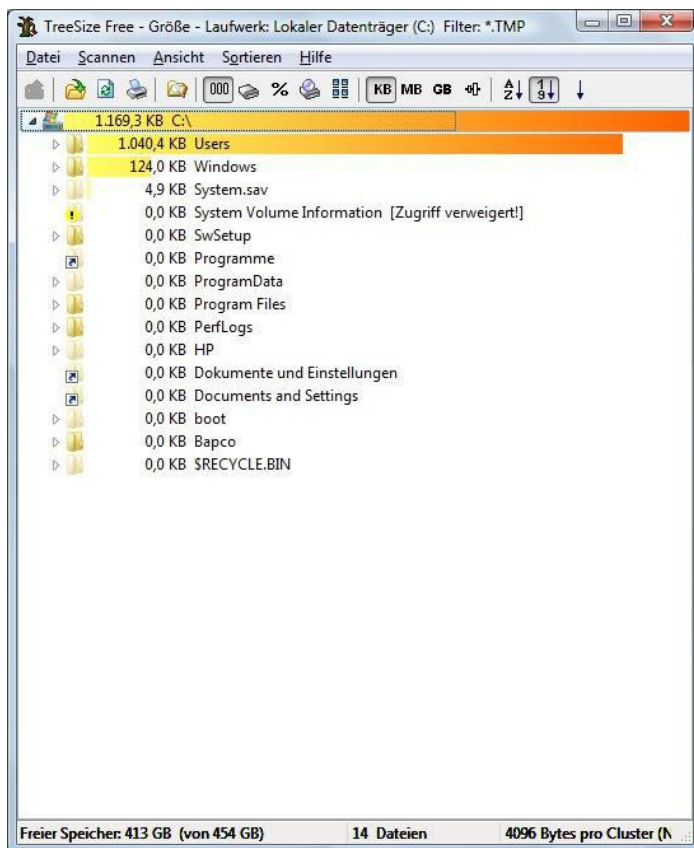 TreeSize Free - Größe - Laufwerk: Lokaler Datenträger (C:) Filter: *.TMP
Datei Scannen Ansicht Sortieren Hilfe
000 % KB MB GB A Z 1 9
1.169,3 KB C:\
1.040,4 KB Users
124,0 KB Windows
4,9 KB System.sav
0,0 KB System Volume Information [Zugriff verweigert!]
0,0 KB SwSetup
0,0 KB Programme
0,0 KB ProgramData
0,0 KB Program Files
0,0 KB PerfLogs
0,0 KB HP
0,0 KB Dokumente und Einstellungen
0,0 KB Documents and Settings
0,0 KB boot
0,0 KB Bapco
0,0 KB $RECYCLE.BIN
Freier Speicher: 413 GB (von 454 GB) 14 Dateien 4096 Bytes pro Cluster (N